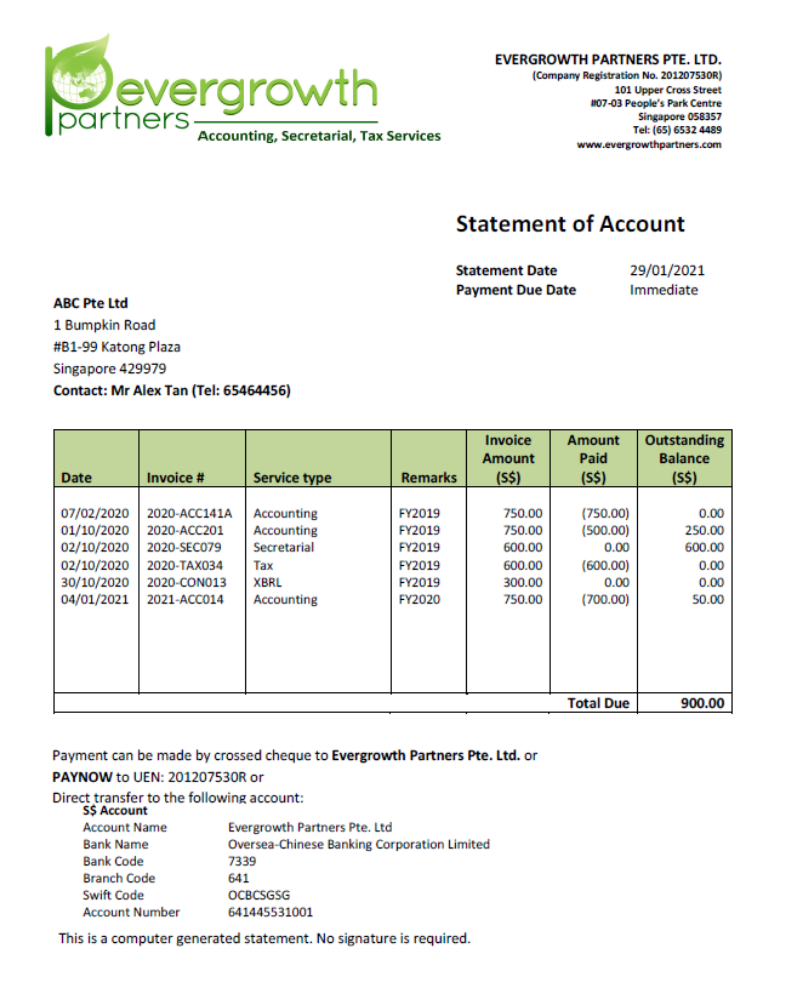 evergrowth
partners
Accounting, Secretarial, Tax Services
EVERGROWTH PARTNERS PTE. LTD.
(Company Registration No. 201207530R)
101 Upper Cross Street
#07-03 People's Park Centre
Singapore 058357
Tel: (65) 6532 4489
www.evergrowthpartners.com
Statement of Account
Statement Date 29/01/2021
Payment Due Date Immediate
ABC Pte Ltd
1 Bumpkin Road
#B1-99 Katong Plaza
Singapore 429979
Contact: Mr Alex Tan (Tel: 65464456)
Date Invoice # Service type Remarks Invoice Amount (S$) Amount Paid (S$) Outstanding Balance (S$)
07/02/2020 2020-ACC141A Accounting FY2019 750.00 (750.00) 0.00
01/10/2020 2020-ACC201 Accounting FY2019 750.00 (500.00) 250.00
02/10/2020 2020-SEC079 Secretarial FY2019 600.00 0.00 600.00
02/10/2020 2020-TAX034 Tax FY2019 600.00 (600.00) 0.00
30/10/2020 2020-CON013 XBRL FY2019 300.00 0.00 0.00
04/01/2021 2021-ACC014 Accounting FY2020 750.00 (700.00) 50.00
Total Due 900.00
Payment can be made by crossed cheque to Evergrowth Partners Pte. Ltd. or
PAYNOW to UEN: 201207530R or
Direct transfer to the following account:
S$ Account
Account Name Evergrowth Partners Pte. Ltd
Bank Name Oversea-Chinese Banking Corporation Limited
Bank Code 7339
Branch Code 641
Swift Code OCBCSGSG
Account Number 641445531001
This is a computer generated statement. No signature is required.